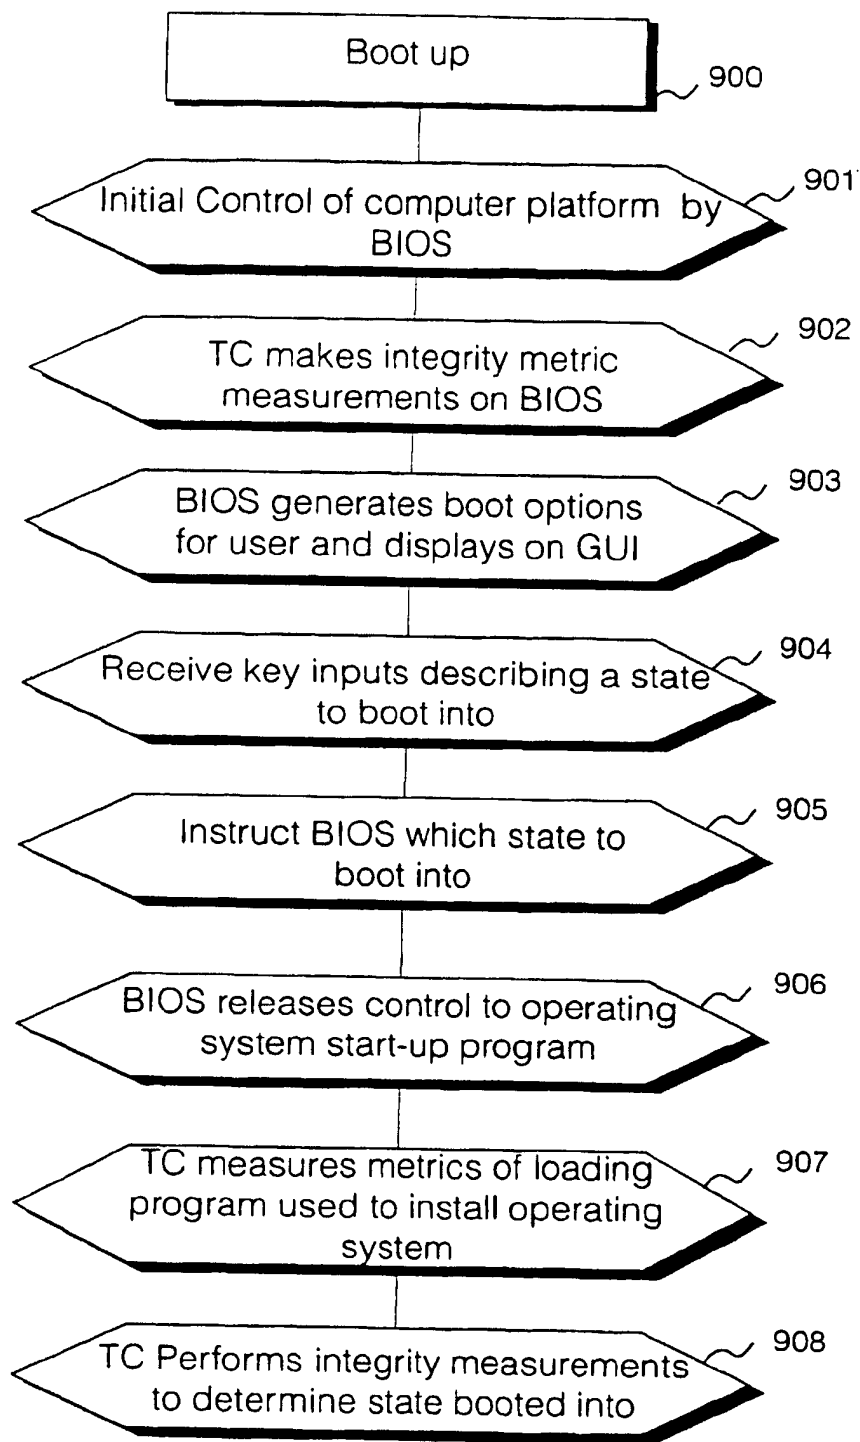 Boot up
900
Initial Control of computer platform by
BIOS
901
TC makes integrity metric
measurements on BIOS
902
BIOS generates boot options
for user and displays on GUI
903
Receive key inputs describing a state
to boot into
904
Instruct BIOS which state to
boot into
905
BIOS releases control to operating
system start-up program
906
TC measures metrics of loading
program used to install operating
system
907
TC Performs integrity measurements
to determine state booted into
908